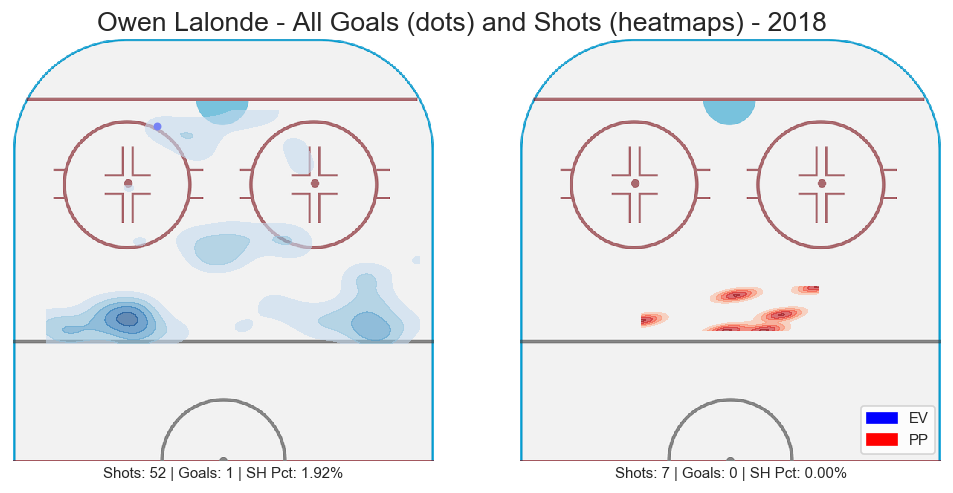 Owen Lalonde - All Goals (dots) and Shots (heatmaps) - 2018
EV
PP
Shots: 52 | Goals: 1 | SH Pct: 1.92%
Shots: 7 | Goals: 0 | SH Pct: 0.00%